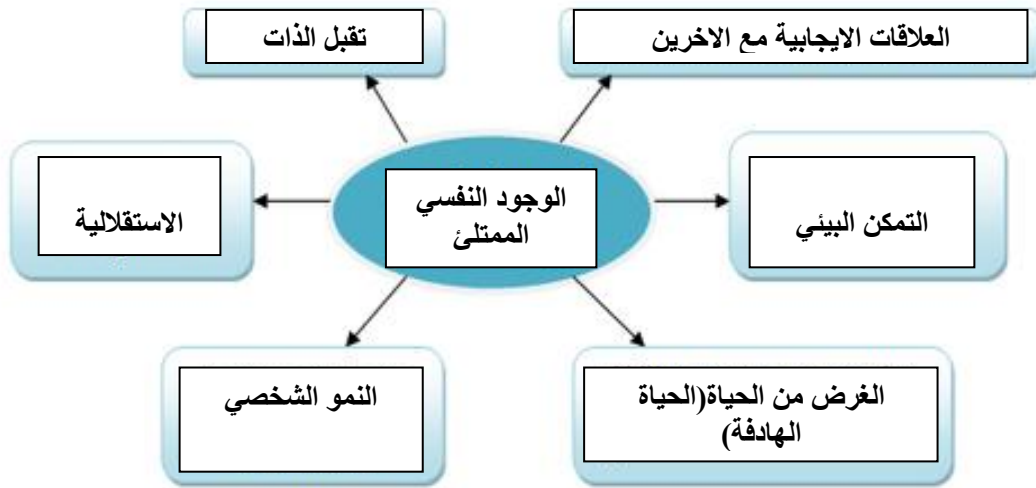 العلاقات الايجابية مع الاخرين
تقبل الذات
الوجود النفسي
الممتلئ
التمكن البيئي
الاستقلالية
الغرض من الحياة(الحياة
الهادفة)
النمو الشخصي